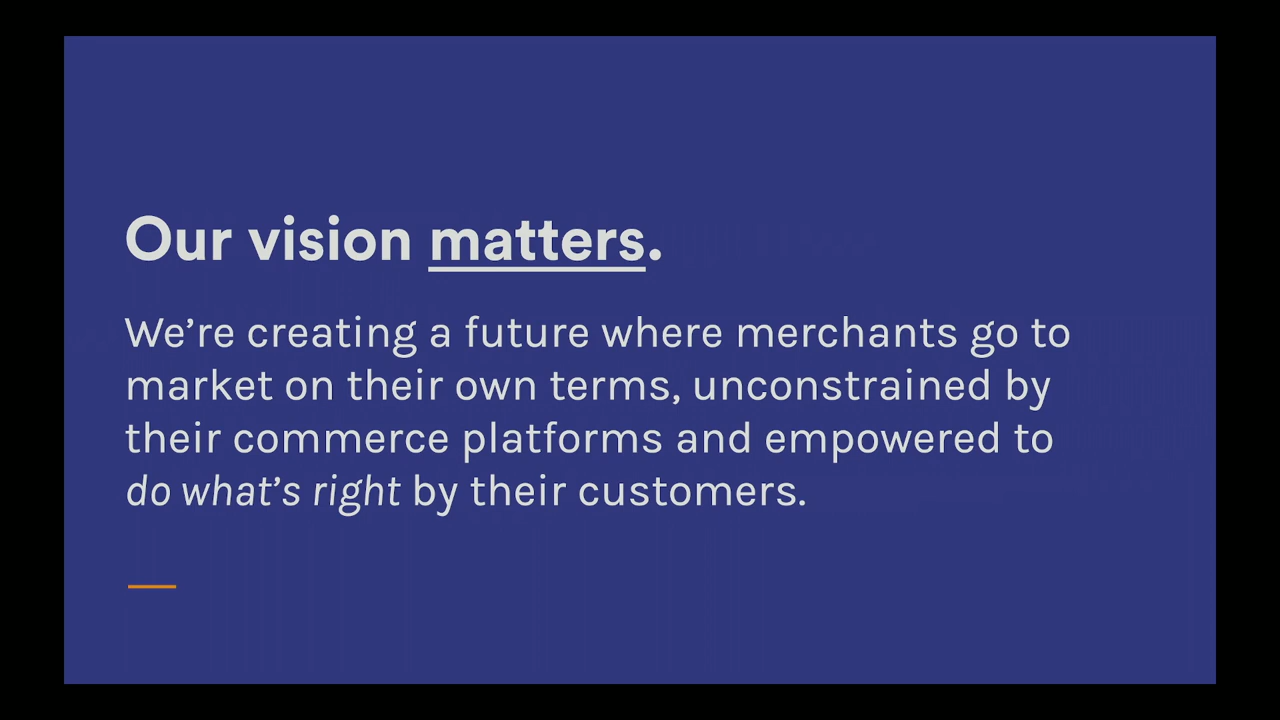 Our vision matters.
We’re creating a future where merchants go to
market on their own terms, unconstrained by
their commerce platforms and empowered to
do what’s right by their customers.